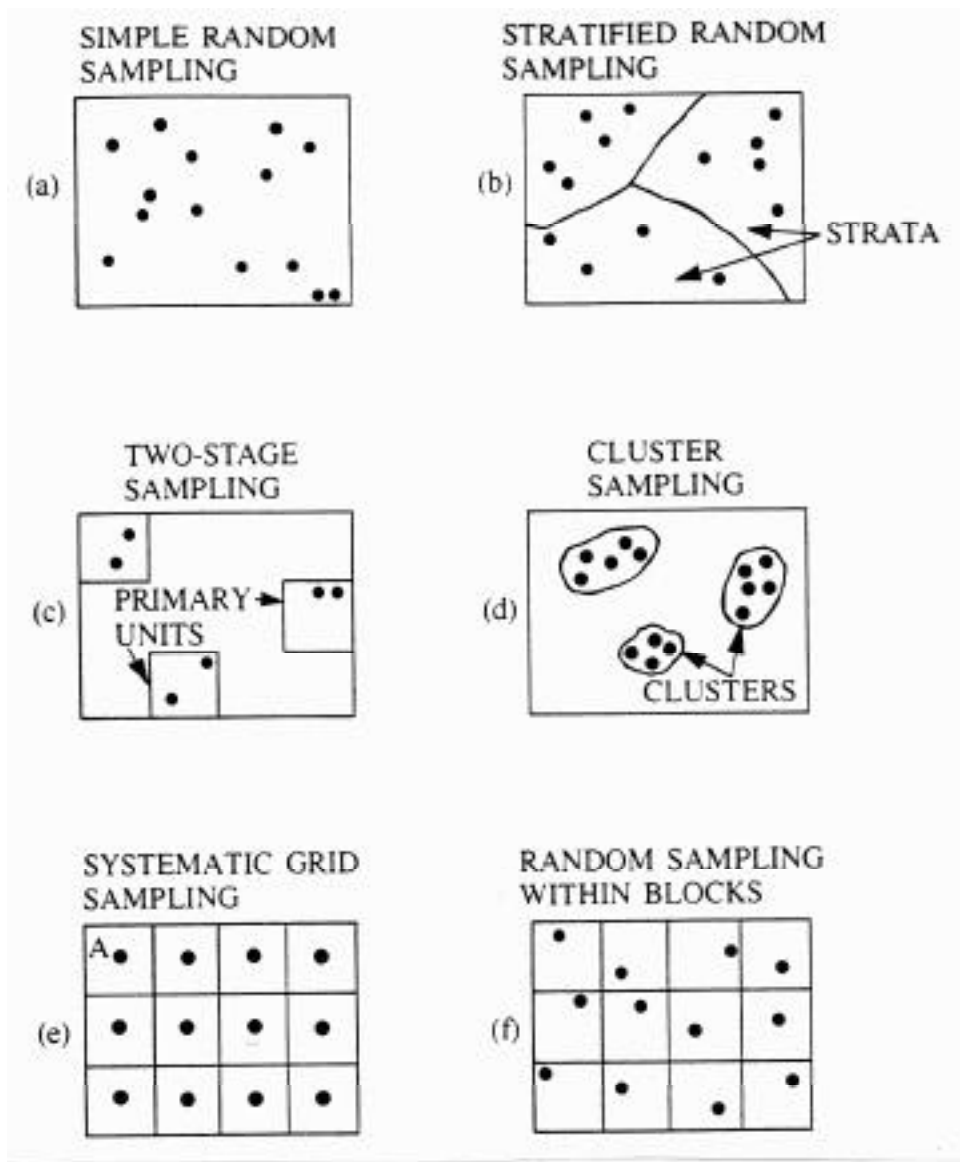 SIMPLE RANDOM
SAMPLING
(a)
STRATIFIED RANDOM
SAMPLING
(b)
STRATA
TWO-STAGE
SAMPLING
(c)
PRIMARY
UNITS
CLUSTER
SAMPLING
(d)
CLUSTERS
SYSTEMATIC GRID
SAMPLING
A
(e)
RANDOM SAMPLING
WITHIN BLOCKS
(f)